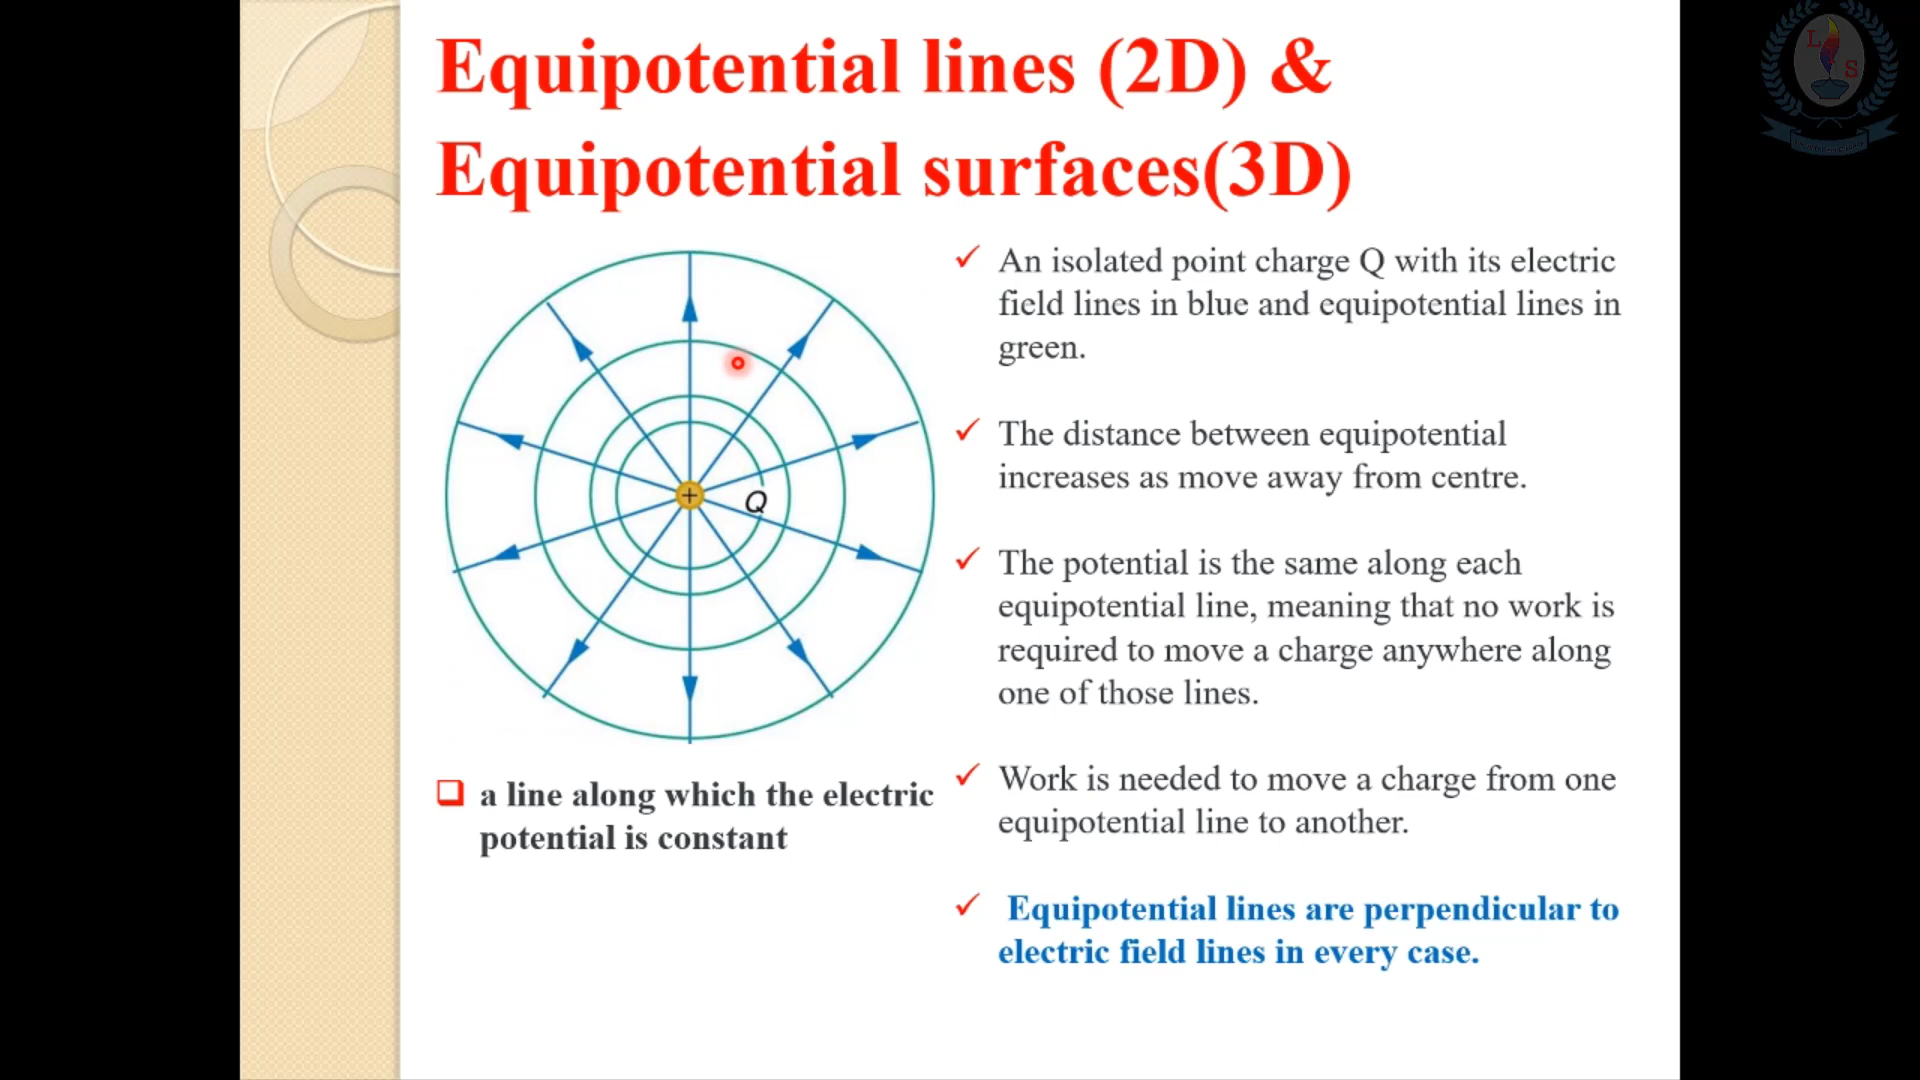 Equipotential lines (2D) &
Equipotential surfaces(3D)
+
Q
a line along which the electric
potential is constant
An isolated point charge Q with its electric
field lines in blue and equipotential lines in
green.
The distance between equipotential
increases as move away from centre.
The potential is the same along each
equipotential line, meaning that no work is
required to move a charge anywhere along
one of those lines.
Work is needed to move a charge from one
equipotential line to another.
Equipotential lines are perpendicular to
electric field lines in every case.
L
S